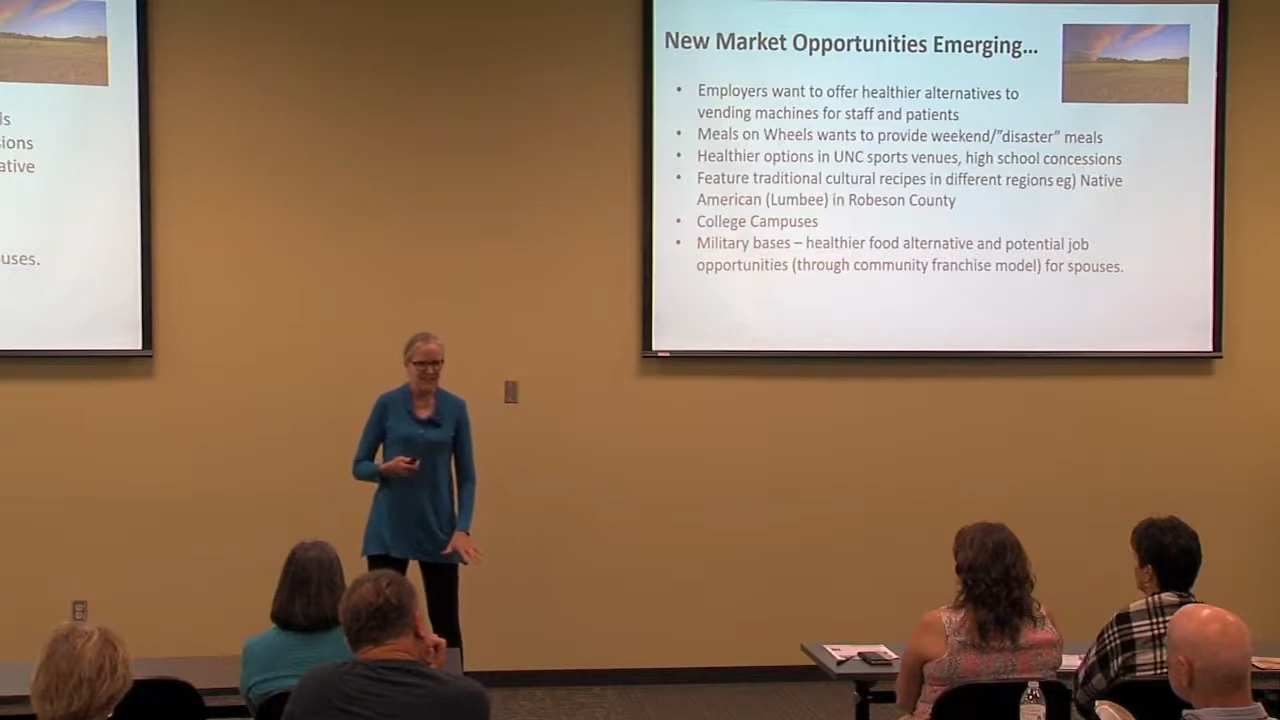 ls
ions
ative
uses.
New Market Opportunities Emerging...
• Employers want to offer healthier alternatives to
vending machines for staff and patients
• Meals on Wheels wants to provide weekend/"disaster" meals
• Healthier options in UNC sports venues, high school concessions
• Feature traditional cultural recipes in different regions eg) Native
American (Lumbee) in Robeson County
• College Campuses
• Military bases – healthier food alternative and potential job
opportunities (through community franchise model) for spouses.